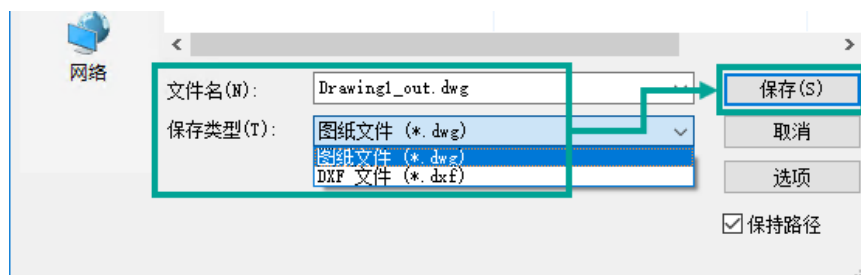 网络
文件名(N):
Drawing1_out.dwg
保存(S)
保存类型(T):
图纸文件 (*.dwg)
取消
图纸文件 (*.dwg)
DXF 文件 (*.dxf)
选项
保持路径